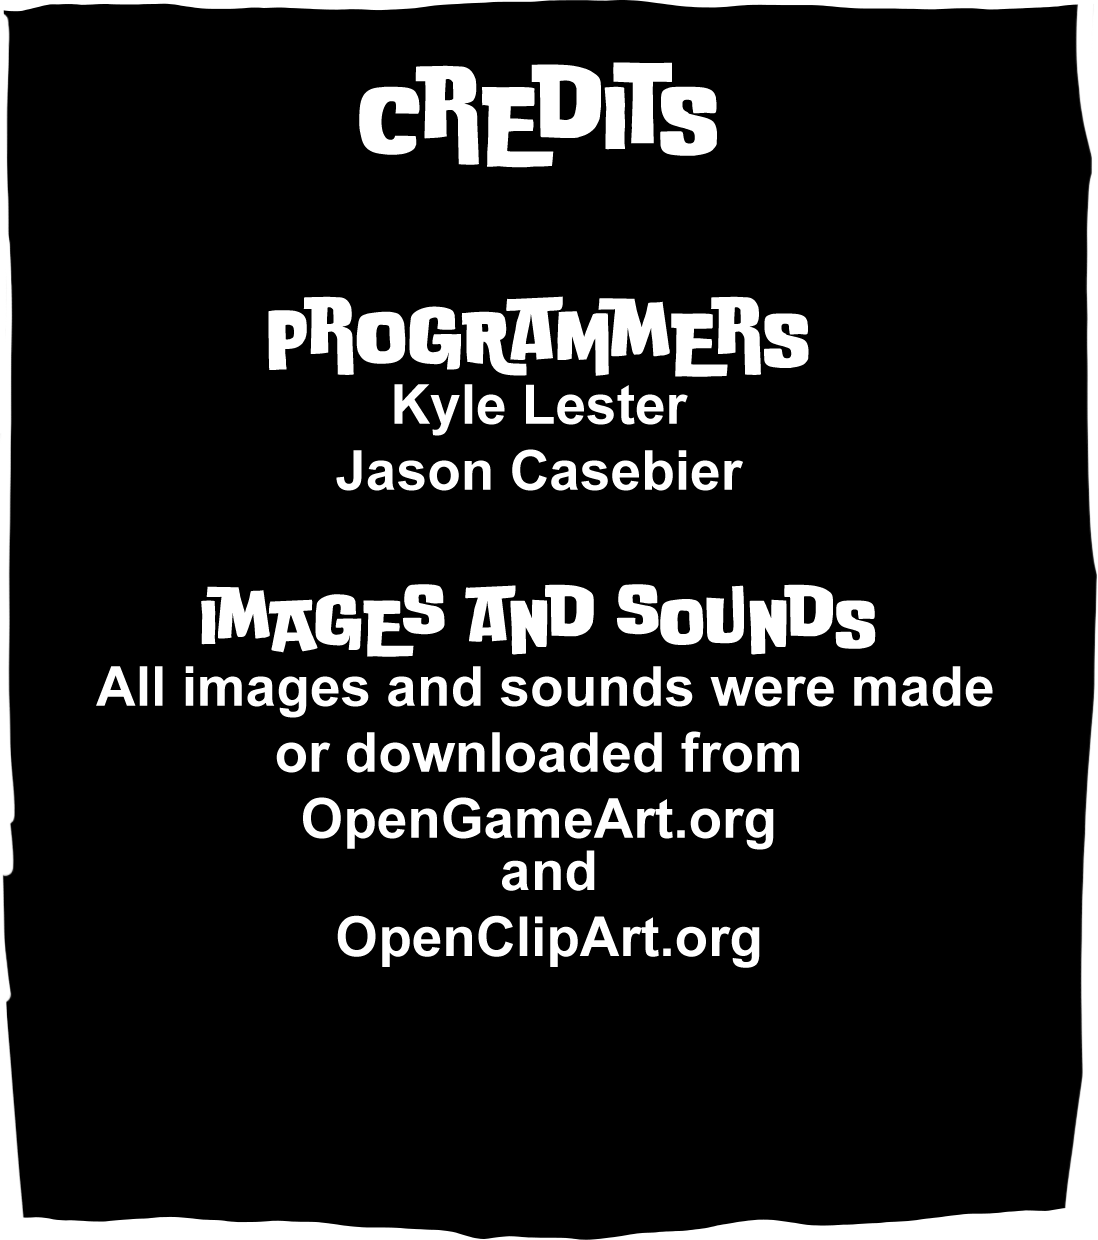 CREDITS
PROGRAMMERS
Kyle Lester
Jason Casebier
IMAGES AND SOUNDS
All images and sounds were made
or downloaded from
OpenGameArt.org
and
OpenClipArt.org